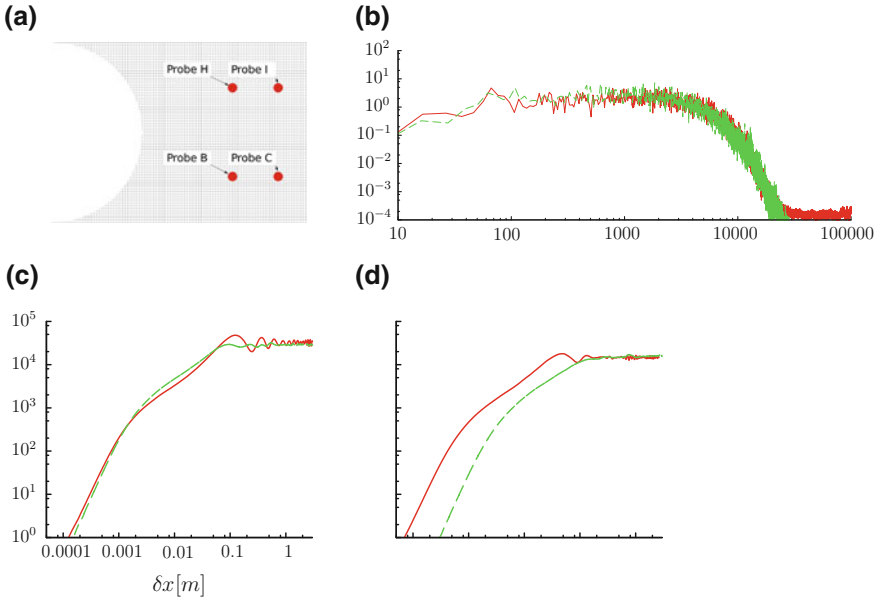 (a)
Probe H Probe I
Probe B Probe C
(b)
10^2
10^1
10^0
10^-1
10^-2
10^-3
10^-4
10 100 1000 10000 100000
(c)
10^5
10^4
10^3
10^2
10^1
10^0
0.0001 0.001 0.01 0.1 1
δx[m]
(d)